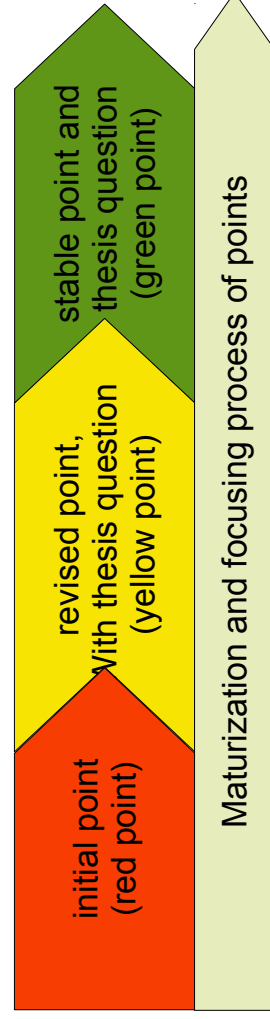 initial point
(red point)
revised point,
With thesis question
(yellow point)
stable point and
thesis question
(green point)
Maturization and focusing process of points